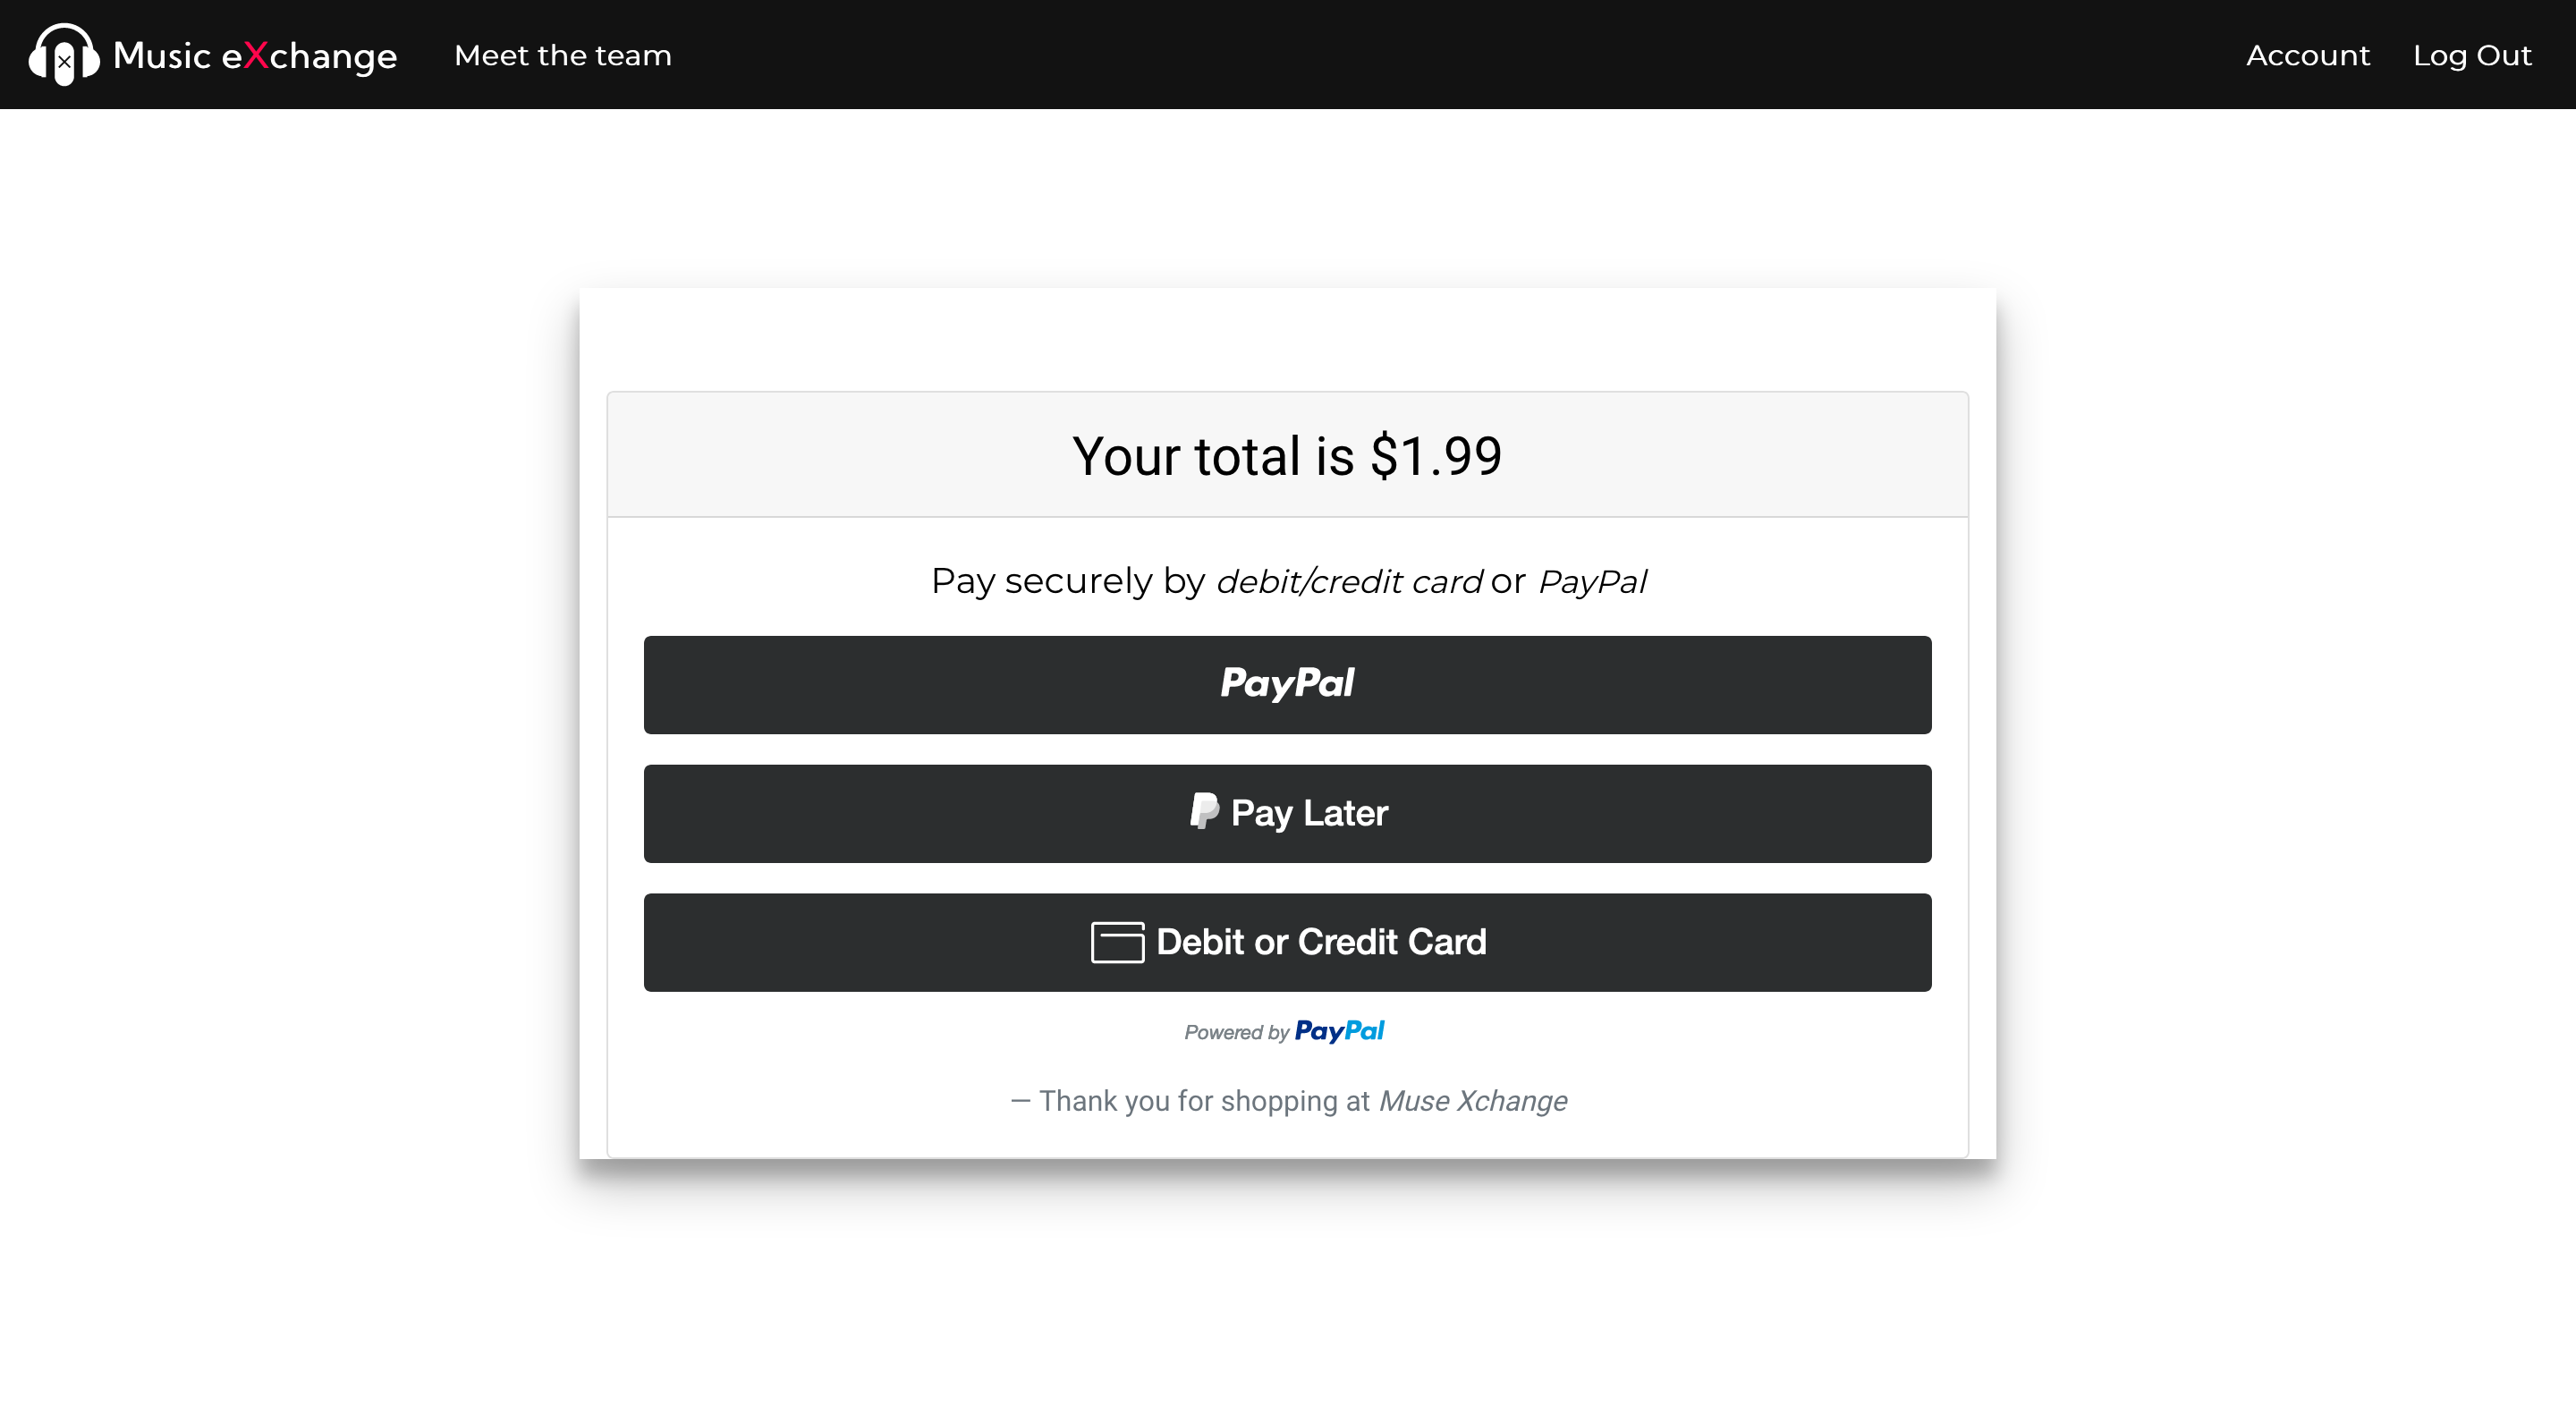 Music eXchange Meet the team Account Log Out
Your total is $1.99
Pay securely by debit/credit card or PayPal
PayPal
Pay Later
Debit or Credit Card
Powered by PayPal
— Thank you for shopping at Muse Xchange